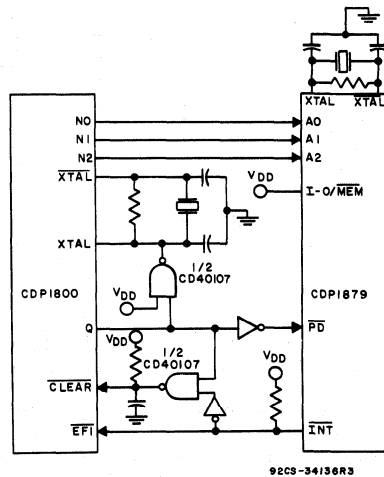 XTAL
XTAL
N0
A0
N1
A1
N2
A2
XTAL
VDD
I-O/MEM
XTAL
1/2
CD40107
CDP1800
VDD
CDP1879
Q
PD
VDD
1/2
CD40107
VDD
CLEAR
EF1
INT
92CS-34136R3